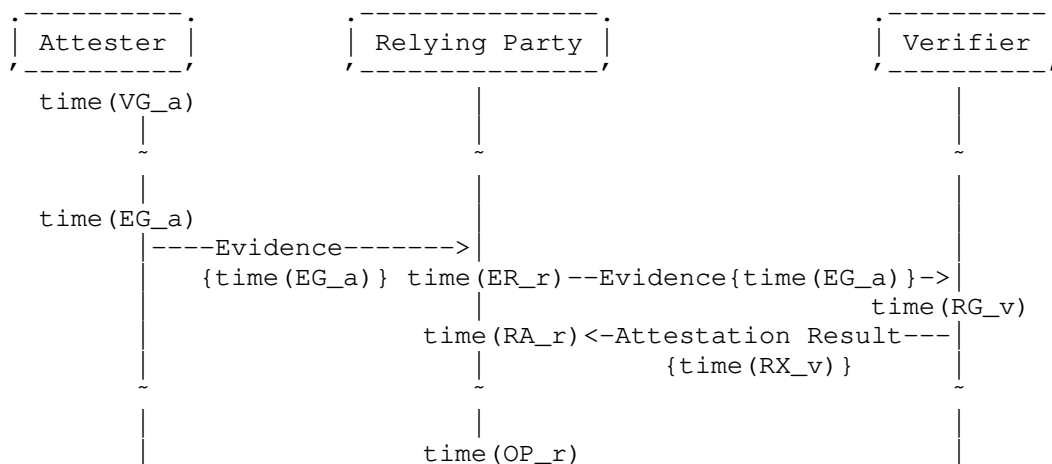 .----------.                .---------------.                .----------
| Attester |                | Relying Party |                | Verifier
'----------'                '---------------'                '----------'
  time(VG_a)                        |                             |
       |                            |                             |
       ~                            ~                             ~
       |                            |                             |
  time(EG_a)                        |                             |
       |----Evidence------->|                             |
       |    {time(EG_a)} time(ER_r)--Evidence{time(EG_a)}->|
       |                            |                        time(RG_v)
       |                    time(RA_r)<-Attestation Result---|
       |                            |        {time(RX_v)}        |
       ~                            ~                             ~
       |                            |                             |
       |                    time(OP_r)                            |